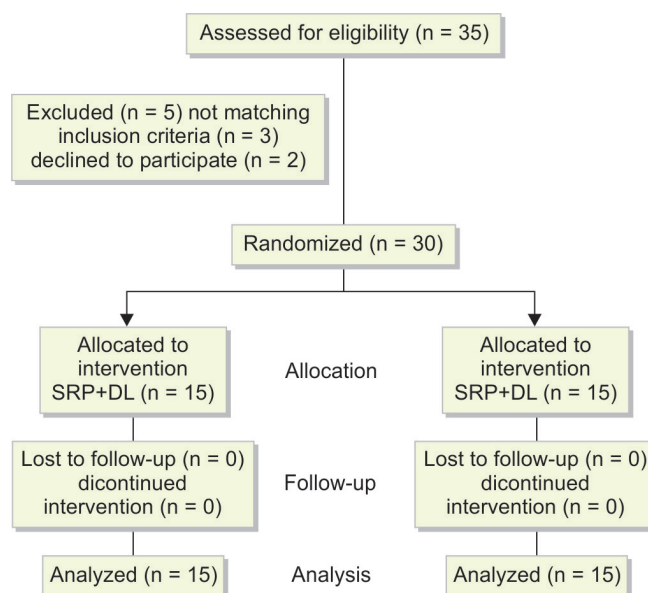 Assessed for eligibility (n = 35)
Excluded (n = 5) not matching
inclusion criteria (n = 3)
declined to participate (n = 2)
Randomized (n = 30)
Allocated to
intervention
SRP+DL (n = 15)
Allocation
Allocated to
intervention
SRP+DL (n = 15)
Lost to follow-up (n = 0)
dicontinued
intervention (n = 0)
Follow-up
Lost to follow-up (n = 0)
dicontinued
intervention (n = 0)
Analyzed (n = 15)
Analysis
Analyzed (n = 15)